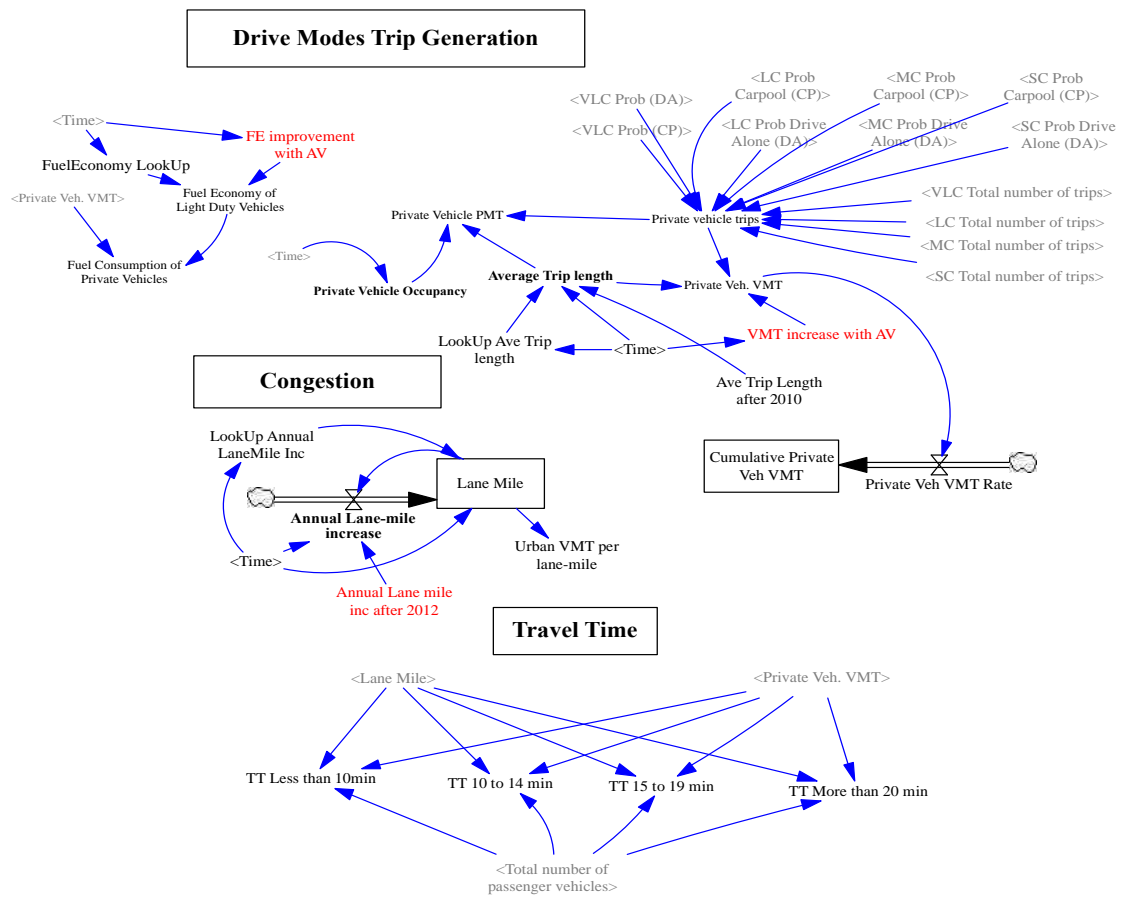 Drive Modes Trip Generation
<Time>
FE improvement
with AV
FuelEconomy LookUp
<Private Veh. VMT>
Fuel Economy of
Light Duty Vehicles
Fuel Consumption of
Private Vehicles
<VLC Prob (DA)>
<LC Prob
Carpool (CP)>
<MC Prob
Carpool (CP)>
<SC Prob
Carpool (CP)>
<VLC Prob (CP)>
<LC Prob Drive
Alone (DA)>
<MC Prob Drive
Alone (DA)>
<SC Prob Drive
Alone (DA)>
<VLC Total number of trips>
<LC Total number of trips>
<MC Total number of trips>
<SC Total number of trips>
Private Vehicle PMT
Private vehicle trips
<Time>
Private Vehicle Occupancy
Average Trip length
Private Veh. VMT
LookUp Ave Trip
length
<Time>
VMT increase with AV
Ave Trip Length
after 2010
Cumulative Private
Veh VMT
Private Veh VMT Rate
Congestion
LookUp Annual
LaneMile Inc
Lane Mile
Annual Lane-mile
increase
<Time>
Urban VMT per
lane-mile
Annual Lane mile
inc after 2012
Travel Time
<Lane Mile>
<Private Veh. VMT>
TT Less than 10min
TT 10 to 14 min
TT 15 to 19 min
TT More than 20 min
<Total number of
passenger vehicles>